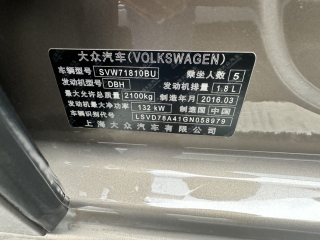 大众汽车(VOLKSWAGEN)
车辆型号 SVW71810BU 乘坐人数 5
发动机型号 DBH 发动机排量 1.8 L
最大允许总质量 2100kg 制造年月 2016.03
发动机最大净功率 132 kW 制造国 中国
车辆识别代号 LSVD76A41GN058979
上海大众汽车有限公司制造